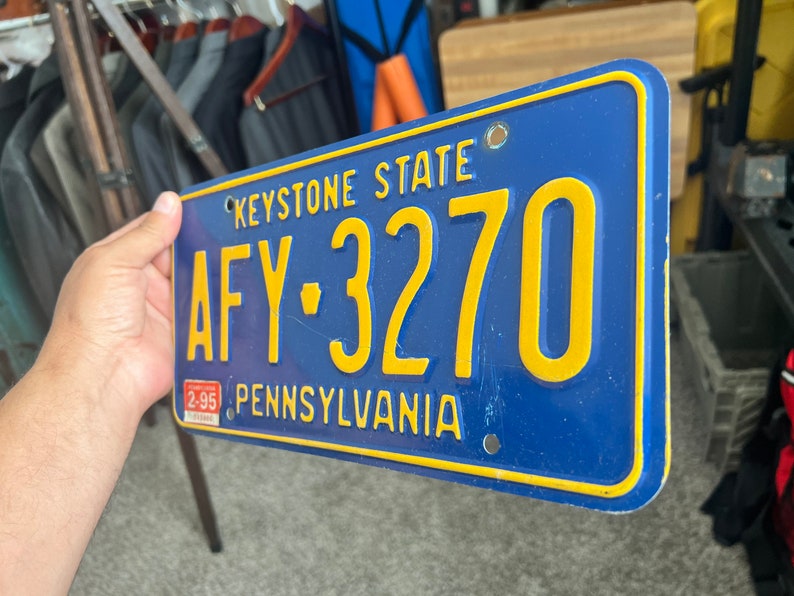 KEYSTONE STATE
AFY 3270
2-95
PENNSYLVANIA